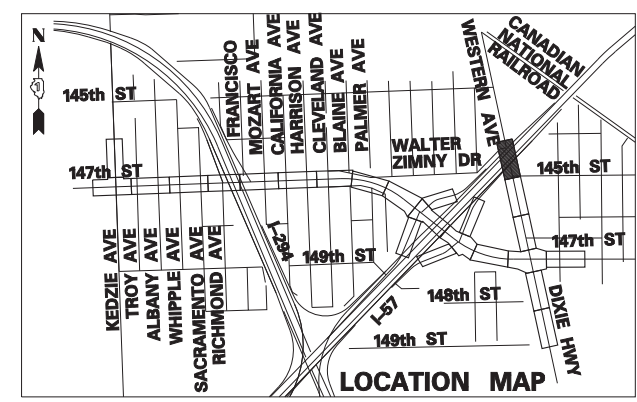 N
CANADIAN
NATIONAL
RAILROAD
WESTERN AVE
FRANCISCO
MOZART AVE
CALIFORNIA AVE
HARRISON AVE
CLEVELAND AVE
BLAINE AVE
PALMER AVE
145th ST
WALTER
ZIMNY DR
147th ST
145th ST
I-294
149th ST
147th ST
KEDZIE AVE
TROY AVE
ALBANY AVE
WHIPPLE AVE
SACRAMENTO AVE
RICHMOND AVE
I-57
148th ST
DIXIE HWY
149th ST
LOCATION MAP